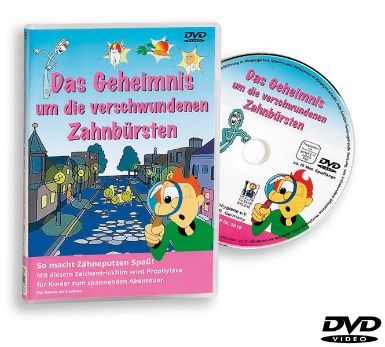 DVD
Das Geheimnis
um die verschwundenen
Zahnbürsten
So macht Zähneputzen Spaß!
Mit diesem Zeichentrickfilm wird Prophylaxe
für Kinder zum spannenden Abenteuer.
Das Geheimnis
um die verschwundenen
Zahnbürsten
DVD
Germany
DVD
VIDEO